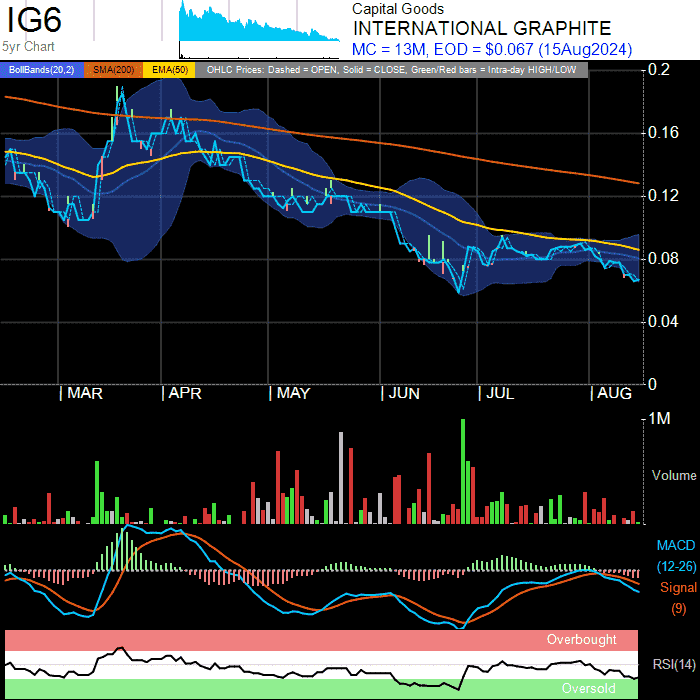 IG6
5yr Chart
Capital Goods
INTERNATIONAL GRAPHITE
MC = 13M, EOD = $0.067 (15Aug2024)
BollBands(20,2) SMA(200) EMA(50) OHLC Prices: Dashed = OPEN, Solid = CLOSE, Green/Red bars = Intra-day HIGH/LOW
0.2
0.16
0.12
0.08
0.04
0
MAR APR MAY JUN JUL AUG
1M
Volume
MACD
(12-26)
Signal
(9)
Overbought
RSI(14)
Oversold